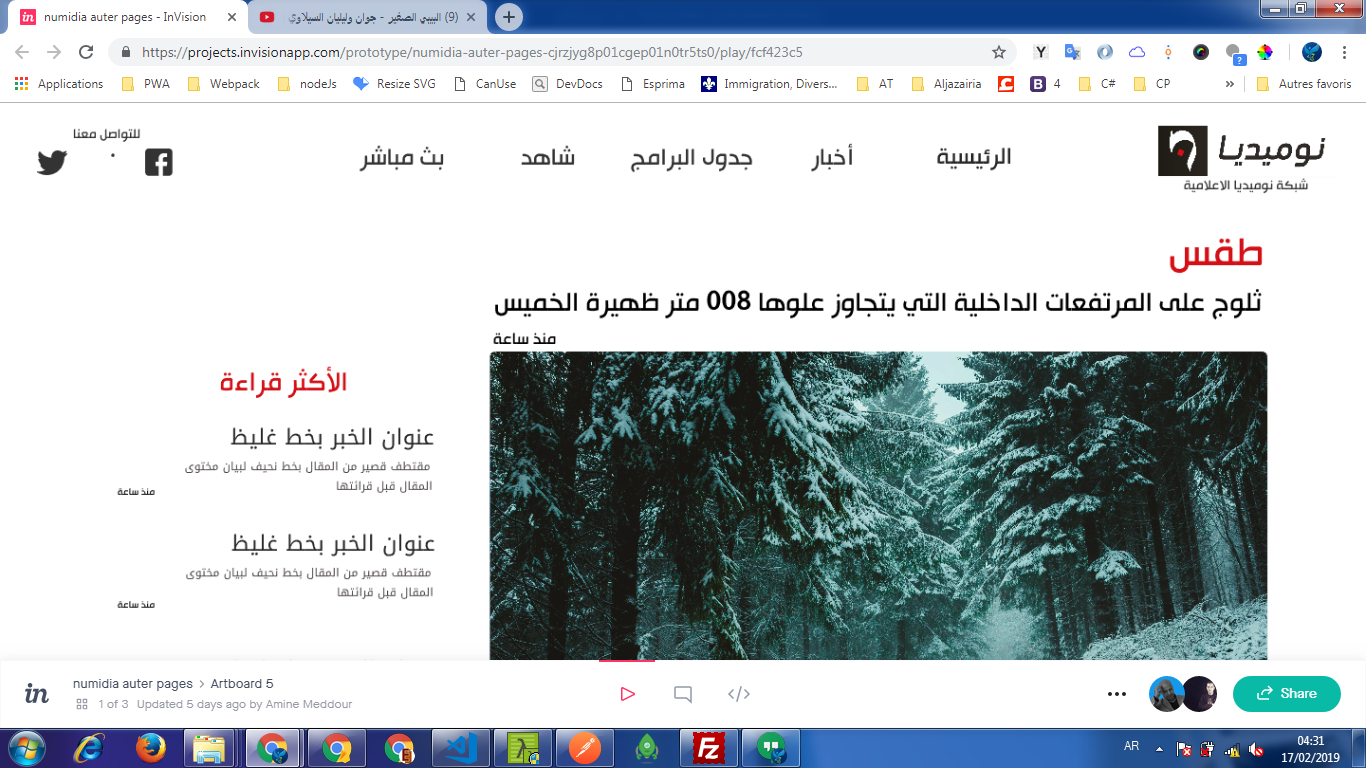 numidia auter pages - InVision
(9) البيبي الصغير - جوان وليليان السيلاوي
https://projects.invisionapp.com/prototype/numidia-auter-pages-cjrzjyg8p01cgep01n0tr5ts0/play/fcf423c5
Applications PWA Webpack nodeJs Resize SVG CanUse DevDocs Esprima Immigration, Divers... AT Aljazairia B 4 C# CP » Autres favoris
نوميديا
شبكة نوميديا الاعلامية
الرئيسية
أخبار
جدول البرامج
شاهد
بث مباشر
للتواصل معنا
طقس
ثلوج على المرتفعات الداخلية التي يتجاوز علوها 008 متر ظهيرة الخميس
منذ ساعة
الأكثر قراءة
عنوان الخبر بخط غليظ
مقتطف قصير من المقال بخط نحيف لبيان مختوى
المقال قبل قرائتها
منذ ساعة
عنوان الخبر بخط غليظ
مقتطف قصير من المقال بخط نحيف لبيان مختوى
المقال قبل قرائتها
منذ ساعة
in
numidia auter pages > Artboard 5
1 of 3 Updated 5 days ago by Amine Meddour
Share
AR
04:31
17/02/2019